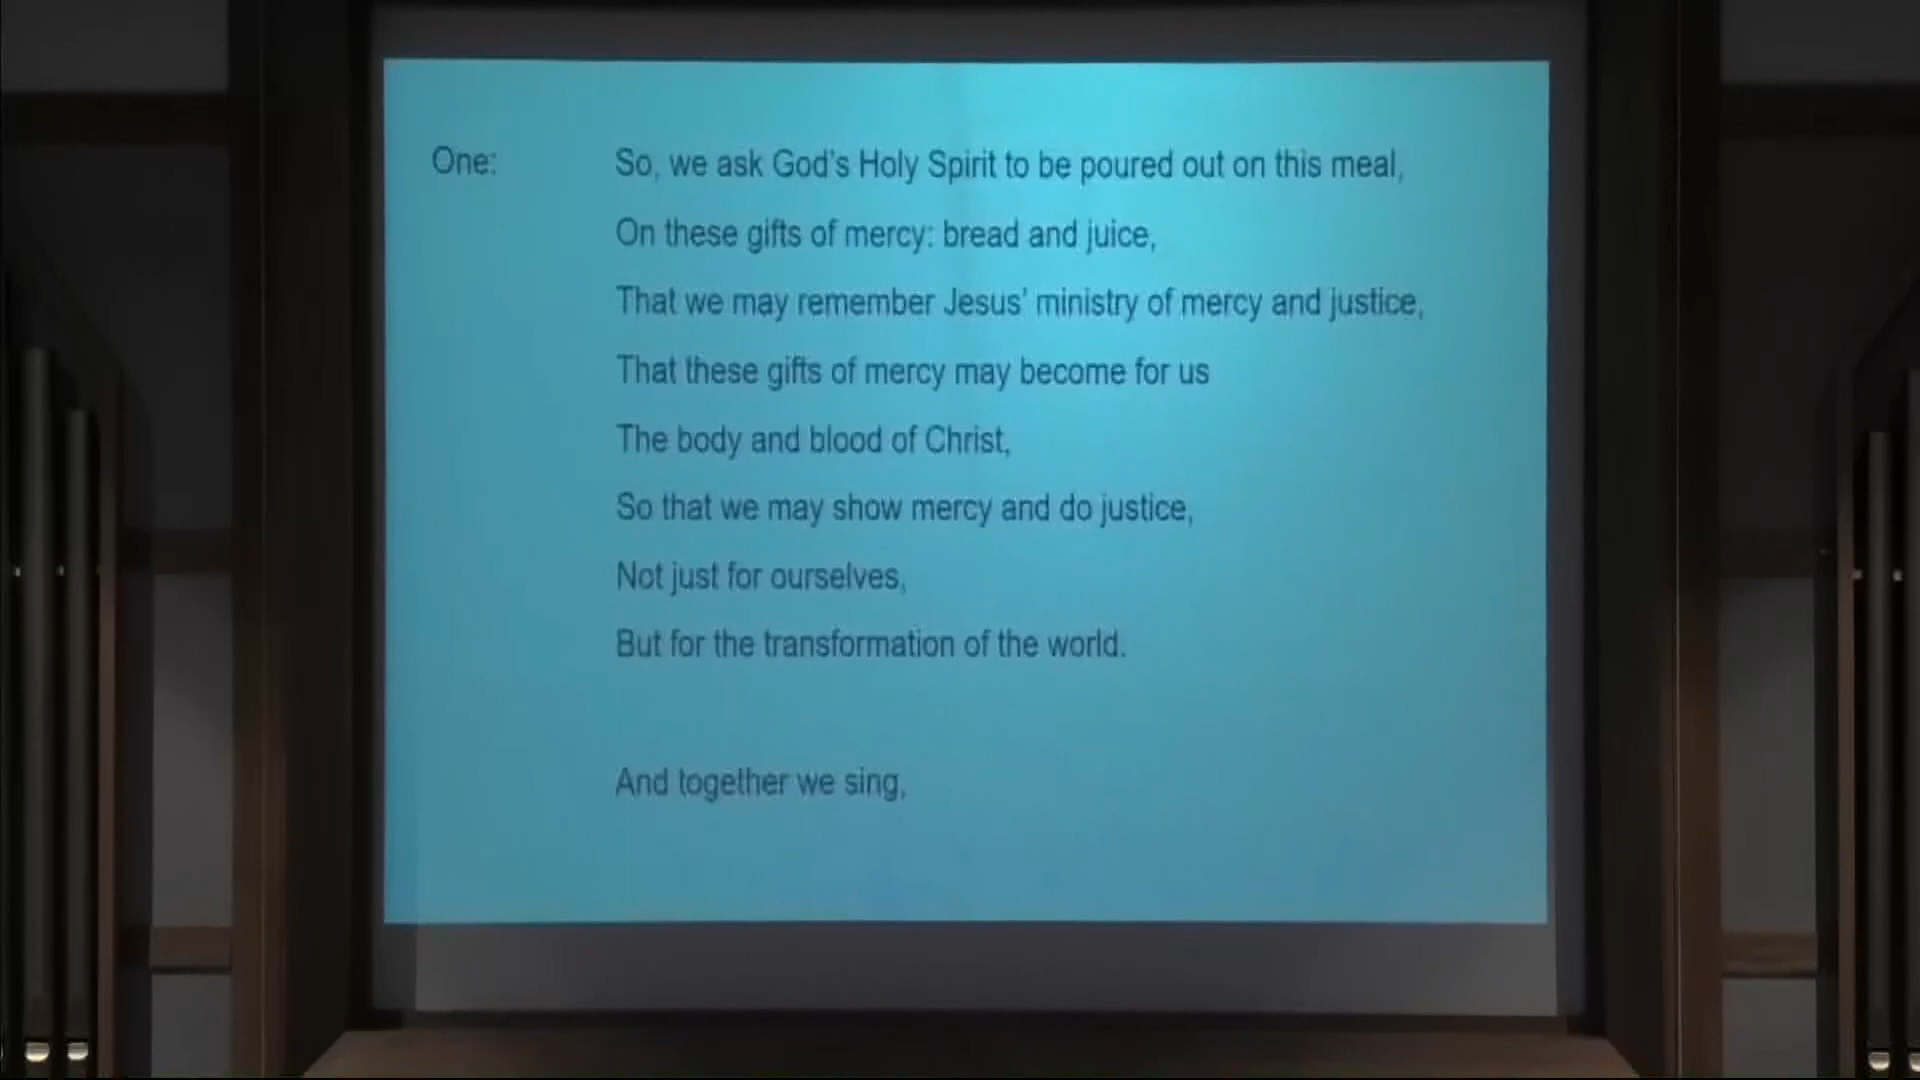 One: So, we ask God's Holy Spirit to be poured out on this meal,
On these gifts of mercy: bread and juice,
That we may remember Jesus' ministry of mercy and justice,
That these gifts of mercy may become for us
The body and blood of Christ,
So that we may show mercy and do justice,
Not just for ourselves,
But for the transformation of the world.
And together we sing,